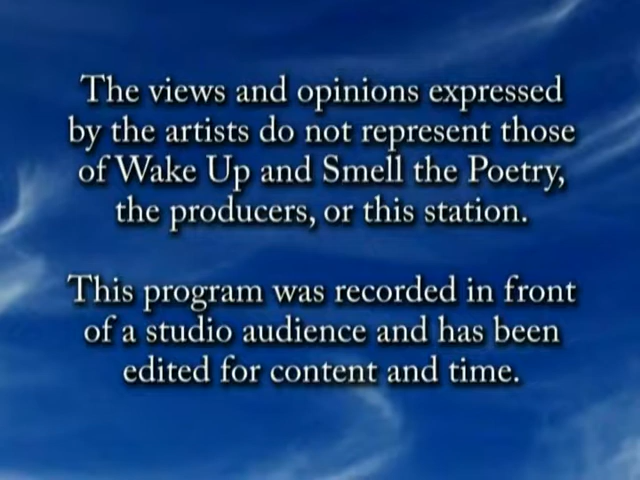 The views and opinions expressed
by the artists do not represent those
of Wake Up and Smell the Poetry,
the producers, or this station.
This program was recorded in front
of a studio audience and has been
edited for content and time.